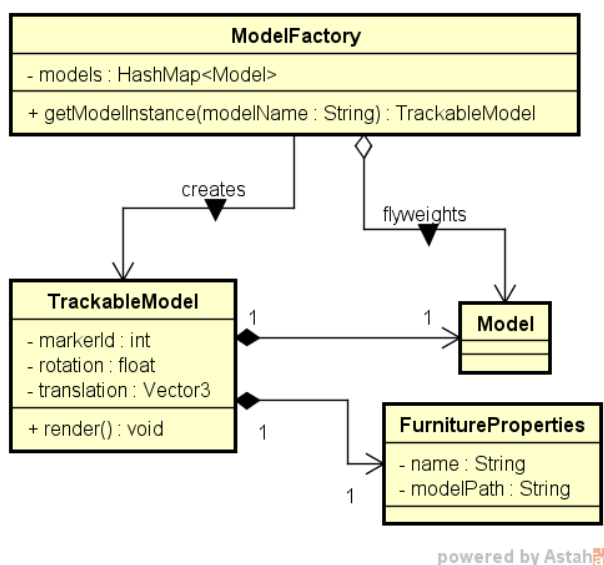 ModelFactory
- models : HashMap<Model>
+ getModelInstance(modelName : String) : TrackableModel
creates
flyweights
TrackableModel
- markerId : int
- rotation : float
- translation : Vector3
+ render() : void
1
1
Model
1
1
FurnitureProperties
- name : String
- modelPath : String
powered by Astah